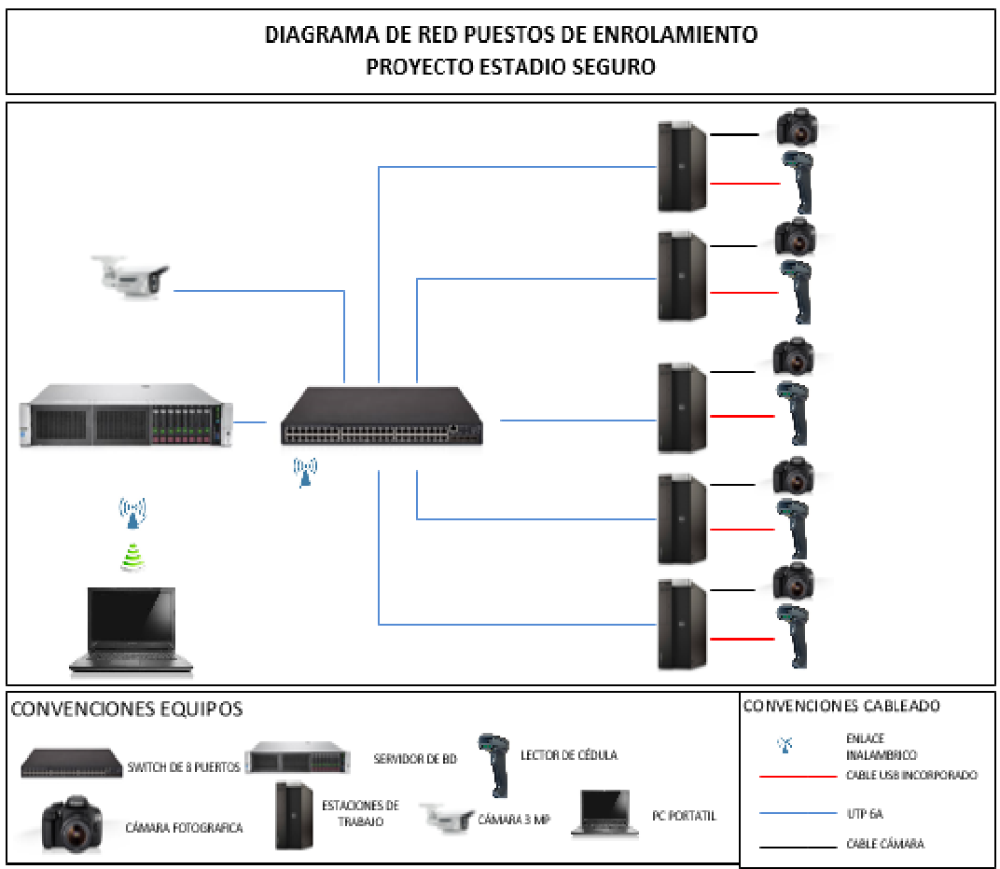 DIAGRAMA DE RED PUESTOS DE ENROLAMIENTO
PROYECTO ESTADIO SEGURO
CONVENCIONES EQUIPOS
SWITCH DE 8 PUERTOS
SERVIDOR DE BD
LECTOR DE CÉDULA
CÁMARA FOTOGRAFICA
ESTACIONES DE
TRABAJO
CÁMARA 3 MP
PC PORTATIL
CONVENCIONES CABLEADO
ENLACE
INALAMBRICO
CABLE USB INCORPORADO
UTP 6A
CABLE CÁMARA